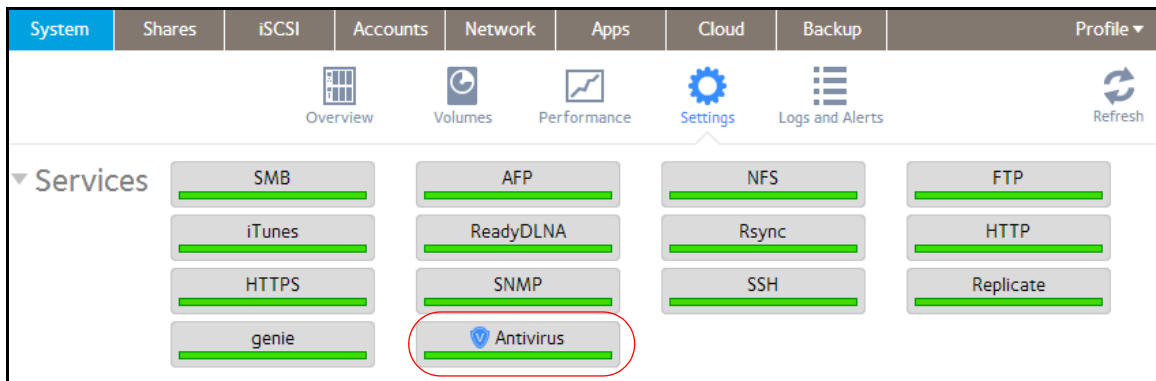 System Shares iSCSI Accounts Network Apps Cloud Backup Profile
Overview Volumes Performance Settings Logs and Alerts Refresh
Services SMB AFP NFS FTP
iTunes ReadyDLNA Rsync HTTP
HTTPS SNMP SSH Replicate
genie V Antivirus